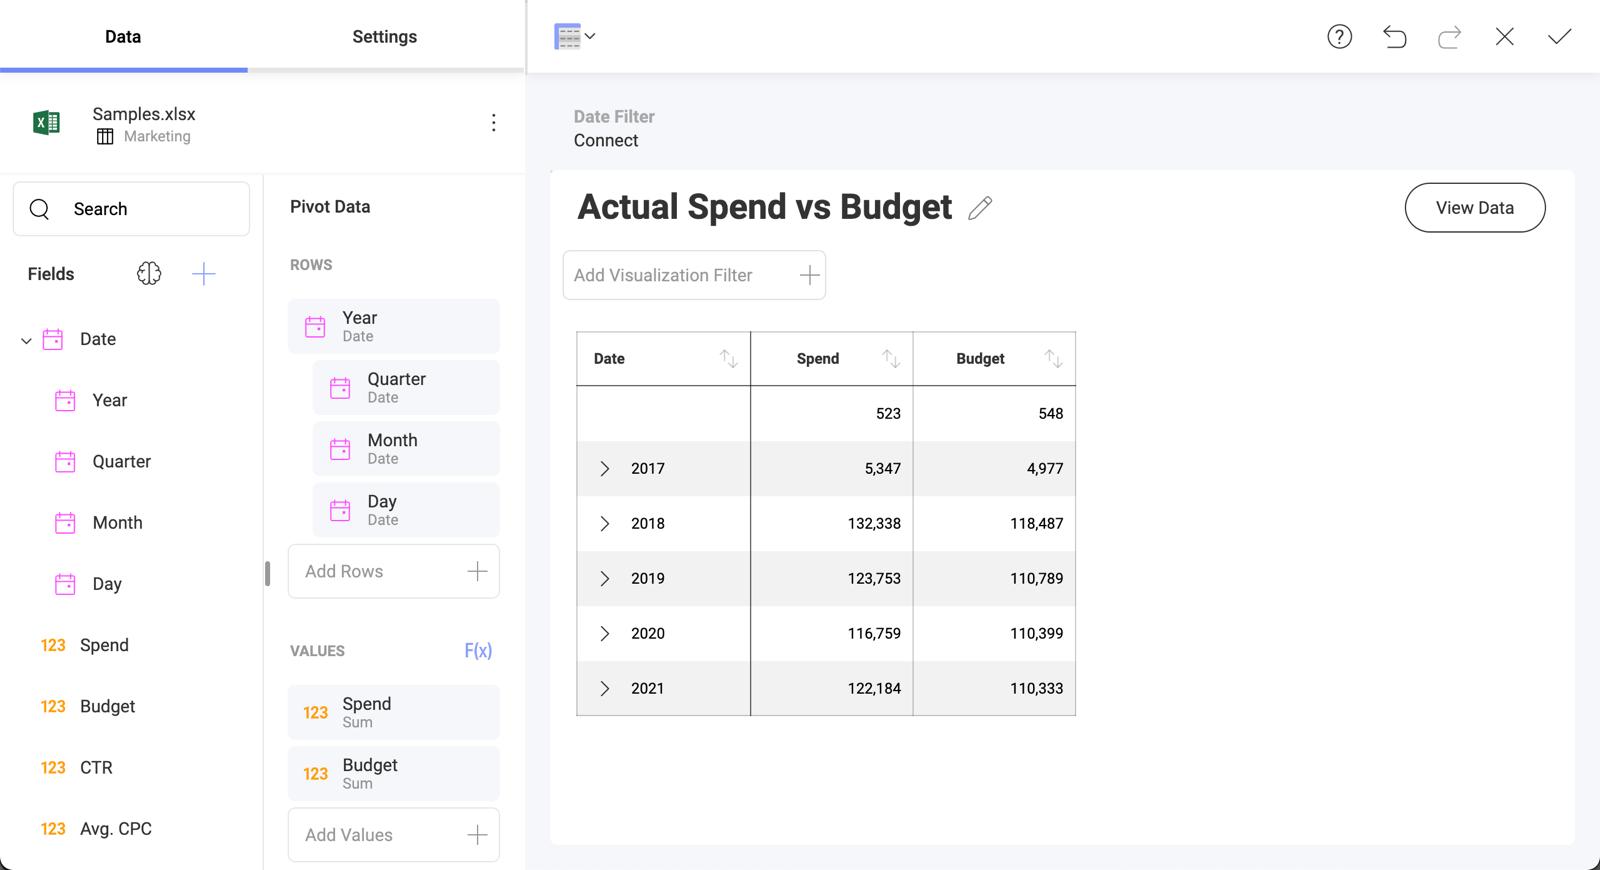 Data
Settings
Samples.xlsx
Marketing
Search
Fields
Date
Year
Quarter
Month
Day
123 Spend
123 Budget
123 CTR
123 Avg. CPC
Pivot Data
ROWS
Year
Date
Quarter
Date
Month
Date
Day
Date
Add Rows
VALUES F(x)
123 Spend
Sum
123 Budget
Sum
Add Values
Date Filter
Connect
Actual Spend vs Budget
View Data
Add Visualization Filter
Date Spend Budget
523 548
2017 5,347 4,977
2018 132,338 118,487
2019 123,753 110,789
2020 116,759 110,399
2021 122,184 110,333